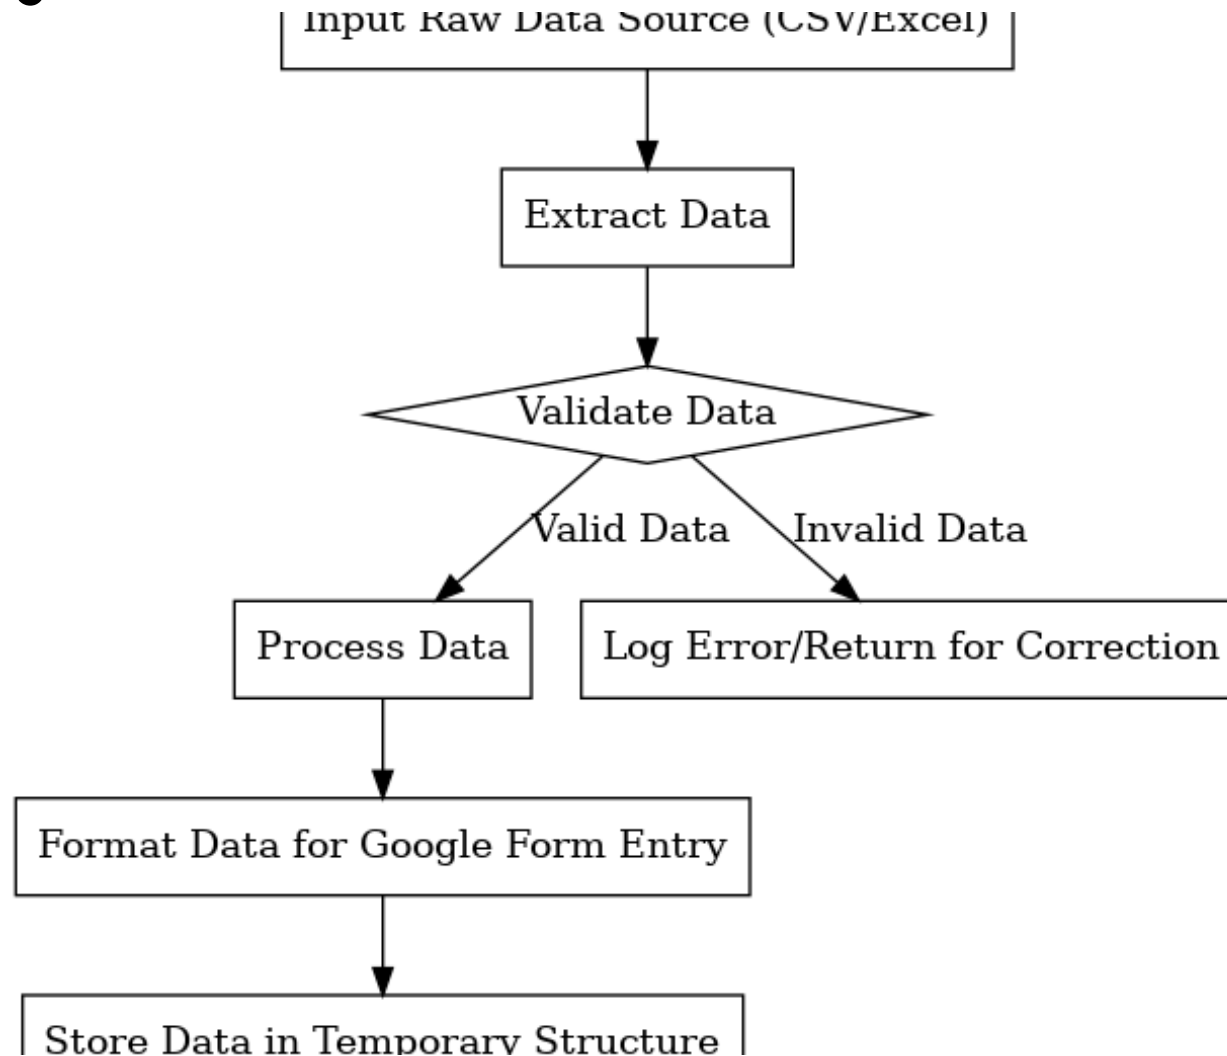 Input Raw Data Source (CSV/Excel)
Extract Data
Validate Data
Valid Data
Invalid Data
Process Data
Log Error/Return for Correction
Format Data for Google Form Entry
Store Data in Temporary Structure